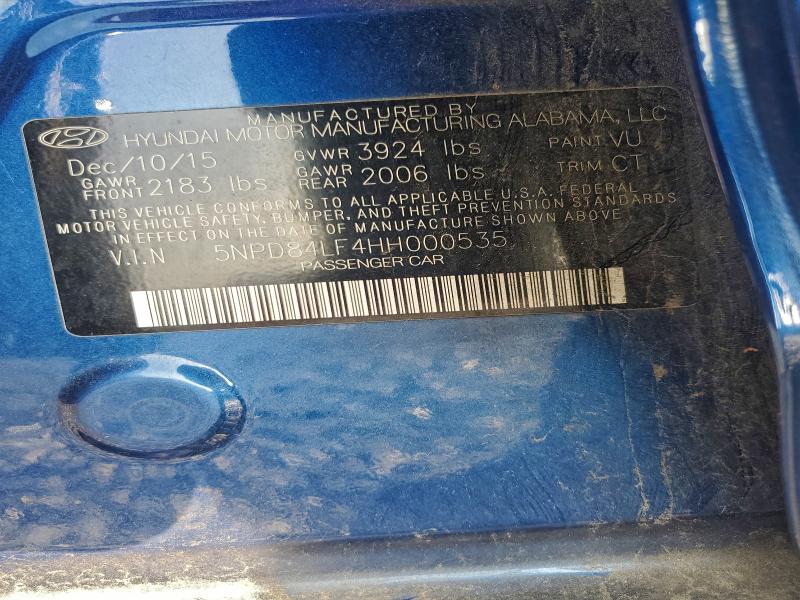 MANUFACTURED BY
HYUNDAI MOTOR MANUFACTURING ALABAMA, LLC
Dec/10/15 GVWR 3924 lbs PAINT VU
GAWR FRONT 2183 lbs GAWR REAR 2006 lbs TRIM CT
THIS VEHICLE CONFORMS TO ALL APPLICABLE U.S.A. FEDERAL
MOTOR VEHICLE SAFETY, BUMPER, AND THEFT PREVENTION STANDARDS
IN EFFECT ON THE DATE OF MANUFACTURE SHOWN ABOVE
V.I.N 5NPD84LF4HH000535
PASSENGER CAR